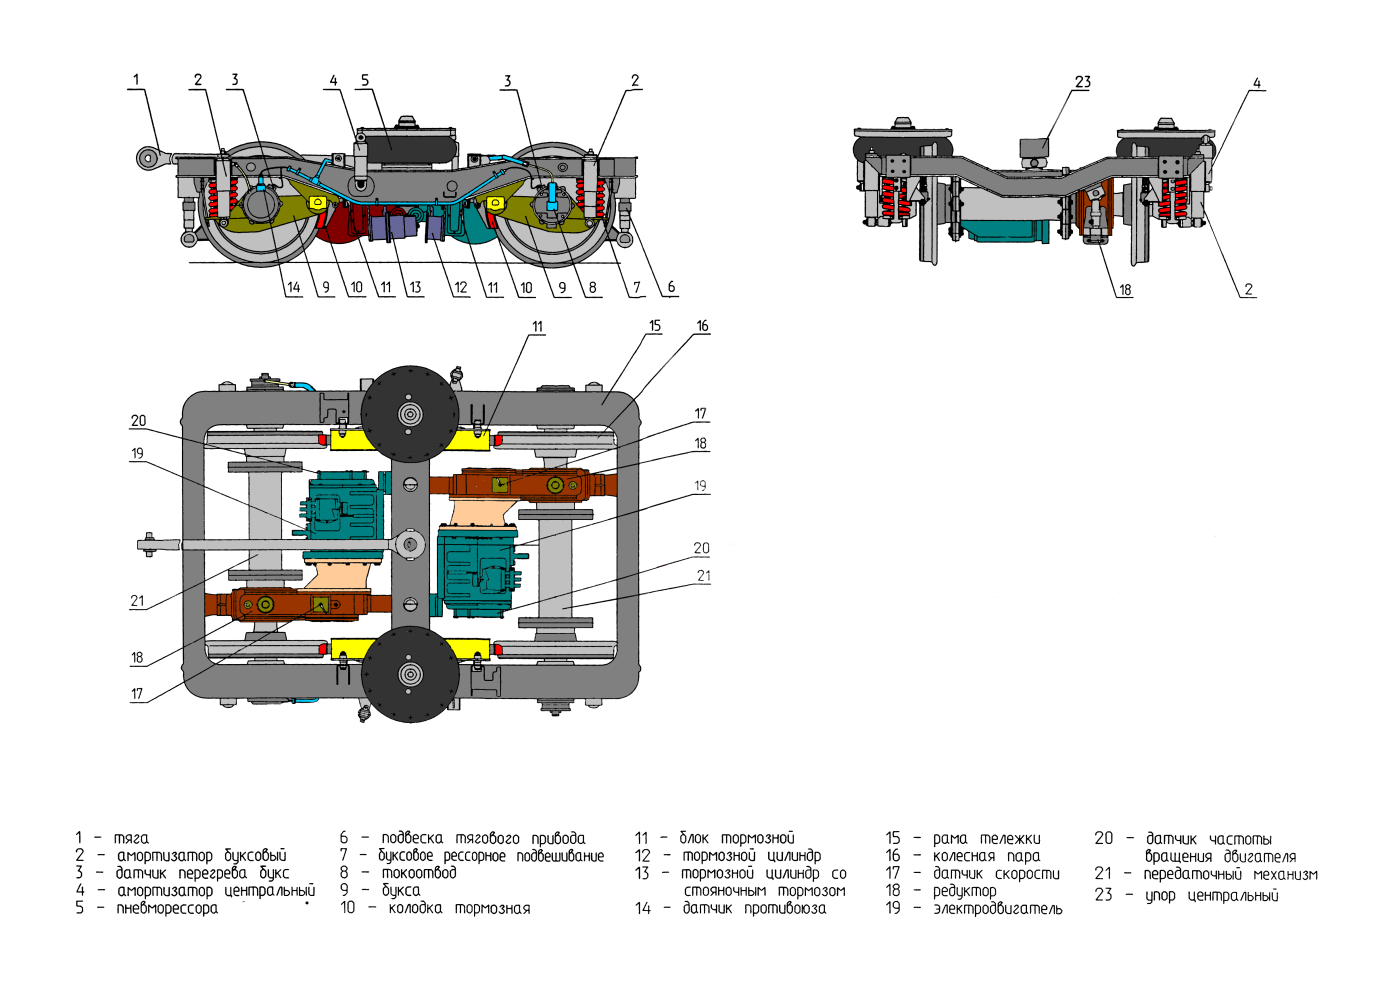 1 2 3 4 5 3 2
23 4
14 9 10 11 13 12 11 10 9 8 7 6
18 2
11 15 16
20
17
19
18
19
20
21
21
18
17
1 – тяга
2 – амортизатор буксовый
3 – датчик перегрева букс
4 – амортизатор центральный
5 – пневморессора
6 – подвеска тягового привода
7 – буксовое рессорное подвешивание
8 – токоотвод
9 – букса
10 – колодка тормозная
11 – блок тормозной
12 – тормозной цилиндр
13 – тормозной цилиндр со
стояночным тормозом
14 – датчик противоюза
15 – рама тележки
16 – колесная пара
17 – датчик скорости
18 – редуктор
19 – электродвигатель
20 – датчик частоты
вращения двигателя
21 – передаточный механизм
23 – упор центральный